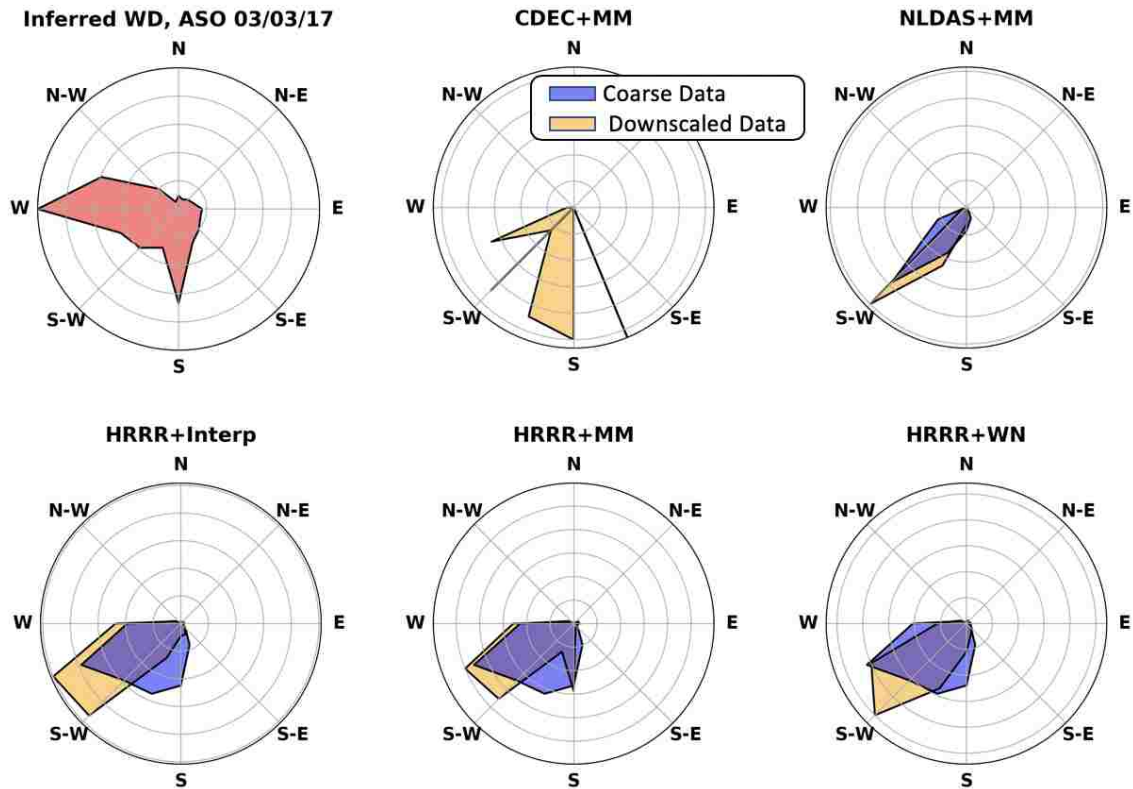 Inferred WD, ASO 03/03/17
N
N-W
N-E
W
E
S-W
S-E
S
CDEC+MM
N
N-W
N-E
Coarse Data
Downscaled Data
W
E
S-W
S-E
S
NLDAS+MM
N
N-W
N-E
W
E
S-W
S-E
S
HRRR+Interp
N
N-W
N-E
W
E
S-W
S-E
S
HRRR+MM
N
N-W
N-E
W
E
S-W
S-E
S
HRRR+WN
N
N-W
N-E
W
E
S-W
S-E
S